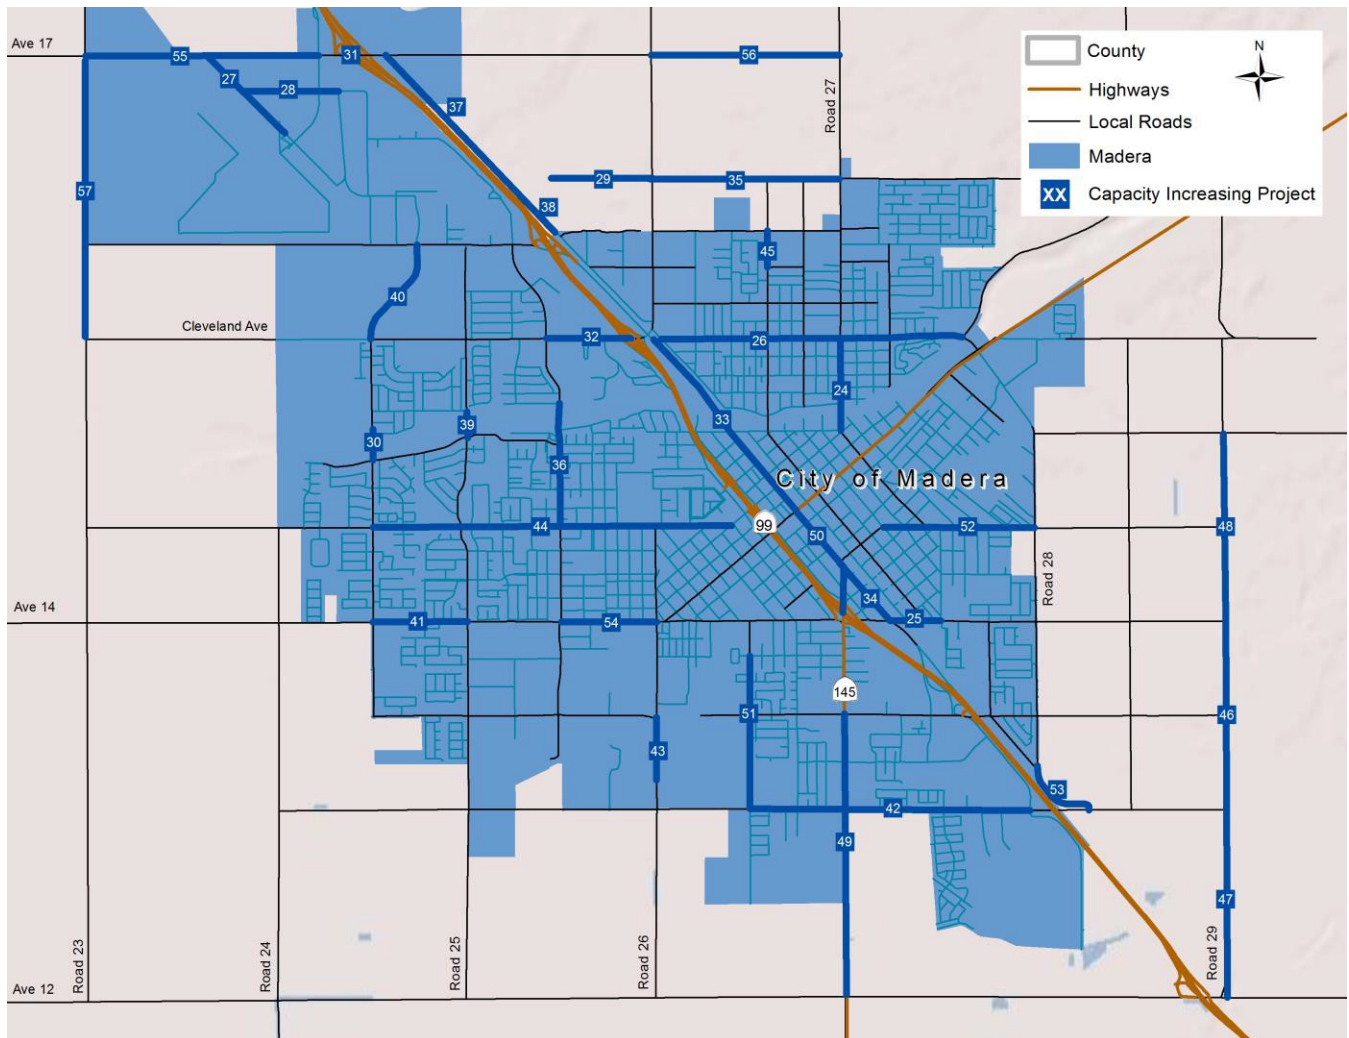 Ave 17
55
31
56
27
28
37
Road 27
57
29
35
38
45
40
Cleveland Ave
32
26
24
33
39
30
36
City of Madera
44
99
50
52
48
Road 28
Ave 14
41
54
34
25
145
51
46
43
53
42
49
47
Road 23
Road 24
Road 25
Road 26
Road 29
Ave 12
N
County
Highways
Local Roads
Madera
XX Capacity Increasing Project